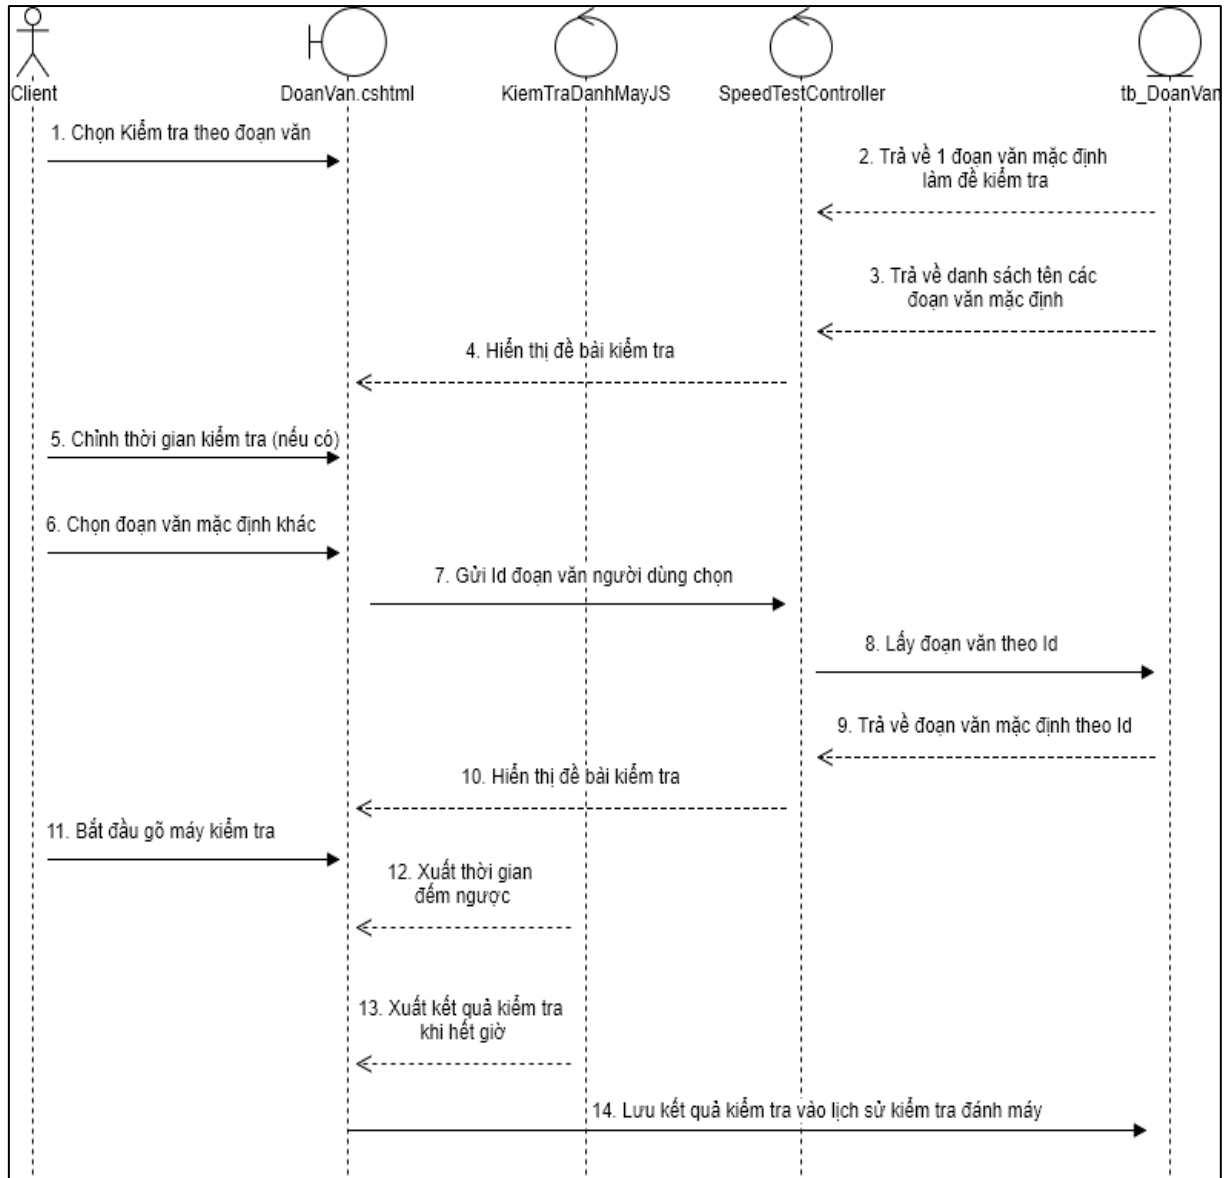 Client
DoanVan.cshtml
KiemTraDanhMayJS
SpeedTestController
tb_DoanVan
1. Chọn Kiểm tra theo đoạn văn
2. Trả về 1 đoạn văn mặc định
làm đề kiểm tra
3. Trả về danh sách tên các
đoạn văn mặc định
4. Hiển thị đề bài kiểm tra
5. Chỉnh thời gian kiểm tra (nếu có)
6. Chọn đoạn văn mặc định khác
7. Gửi Id đoạn văn người dùng chọn
8. Lấy đoạn văn theo Id
9. Trả về đoạn văn mặc định theo Id
10. Hiển thị đề bài kiểm tra
11. Bắt đầu gõ máy kiểm tra
12. Xuất thời gian
đếm ngược
13. Xuất kết quả kiểm tra
khi hết giờ
14. Lưu kết quả kiểm tra vào lịch sử kiểm tra đánh máy